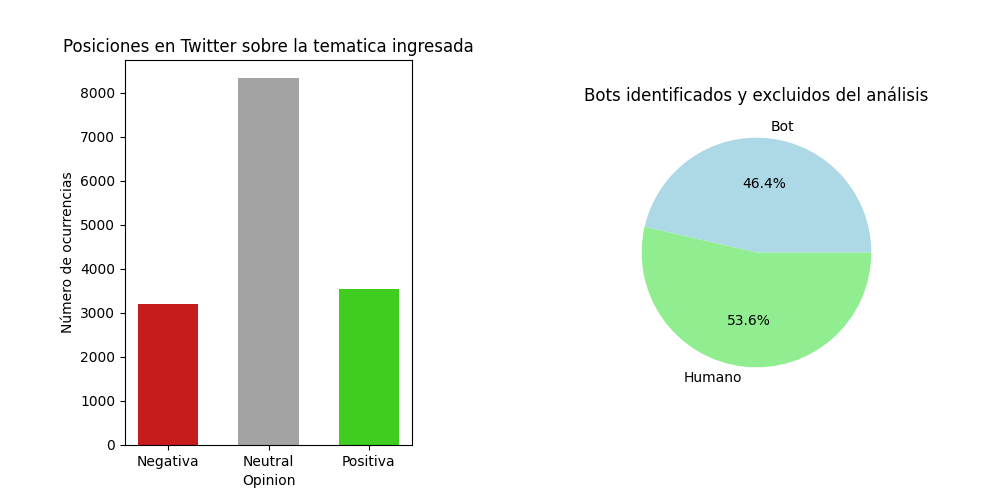 Posiciones en Twitter sobre la tematica ingresada
Número de ocurrencias
8000
7000
6000
5000
4000
3000
2000
1000
0
Negativa Neutral Positiva
Opinion
Bots identificados y excluidos del análisis
Bot
46.4%
53.6%
Humano